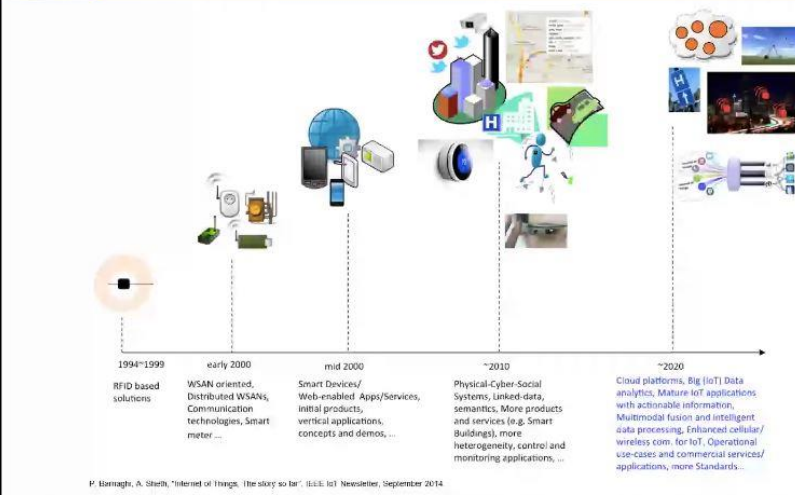 1994~1999
early 2000
mid 2000
~2010
~2020
RFID based
solutions
WSAN oriented,
Distributed WSANs,
Communication
technologies, Smart
meter ...
Smart Devices/
Web-enabled Apps/Services,
Initial products,
vertical applications,
concepts and demos, ...
Physical-Cyber-Social
Systems, Linked-data,
semantics, More products
and services (e.g. Smart
Buildings), more
heterogeneity, control and
monitoring applications, ...
Cloud platforms, Big (IoT) Data
analytics, Mature IoT applications
with actionable information,
Multimodal fusion and intelligent
data processing, Enhanced cellular/
wireless com. for IoT, Operational
use-cases and commercial services/
applications, more Standards...
P. Barnaghi, A. Sheth, "Internet of Things, The story so far". IEEE IoT Newsletter, September 2014
H
H